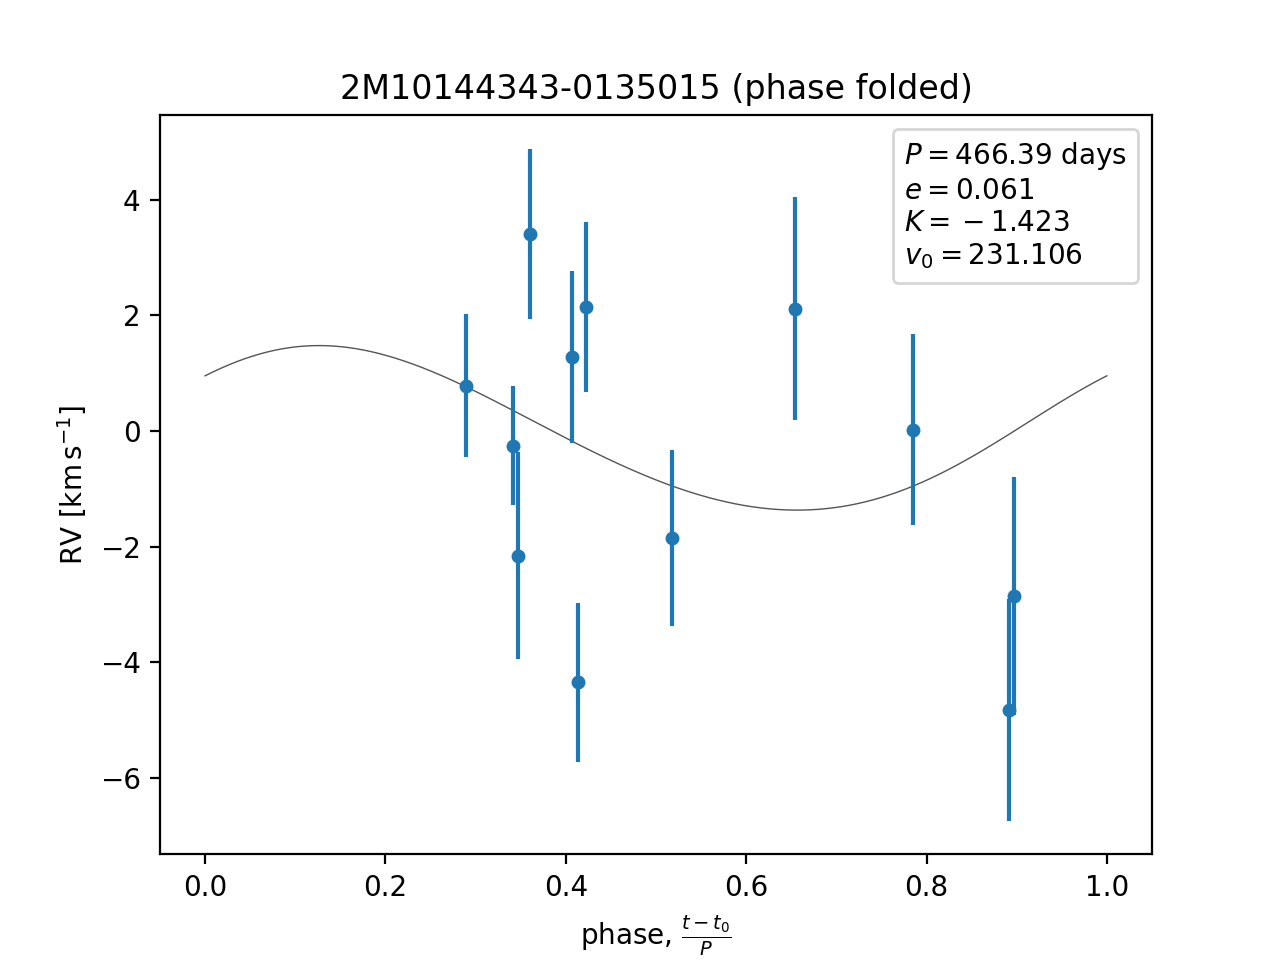 2M10144343-0135015 (phase folded)
P = 466.39 days
e = 0.061
K = −1.423
v₀ = 231.106
4
2
0
−2
−4
−6
RV [km s⁻¹]
0.0 0.2 0.4 0.6 0.8 1.0
phase, (t − t₀)/P